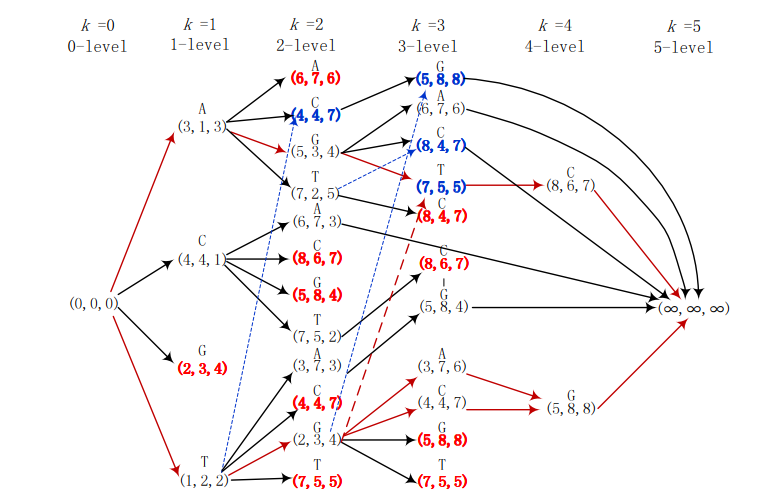 k =0 k =1 k =2 k =3 k =4 k =5
0-level 1-level 2-level 3-level 4-level 5-level
A G
(6, 7, 6) (5, 8, 8)
A C A
(3, 1, 3) (4, 4, 7) (6, 7, 6)
G C
(5, 3, 4) (8, 4, 7)
T T C
(7, 2, 5) (7, 5, 5) (8, 6, 7)
A C
(6, 7, 3) (8, 4, 7)
C C C
(4, 4, 1) (8, 6, 7) (8, 6, 7)
G G
(0, 0, 0) (5, 8, 4) (5, 8, 4) (∞, ∞, ∞)
T
(7, 5, 2)
G A A
(2, 3, 4) (3, 7, 3) (3, 7, 6)
C C G
(4, 4, 7) (4, 4, 7) (5, 8, 8)
G G
(2, 3, 4) (5, 8, 8)
T T T
(1, 2, 2) (7, 5, 5) (7, 5, 5)